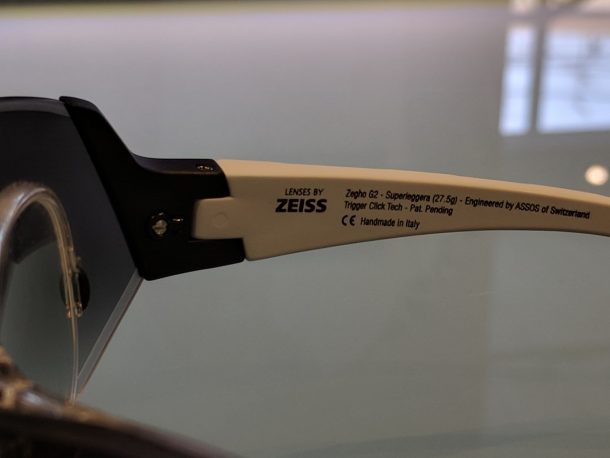 LENSES BY
ZEISS
Zegho G2 - Superleggera (27.5g) - Engineered by ASSOS of Switzerland
Trigger Click Tech - Pat. Pending
CE Handmade in Italy